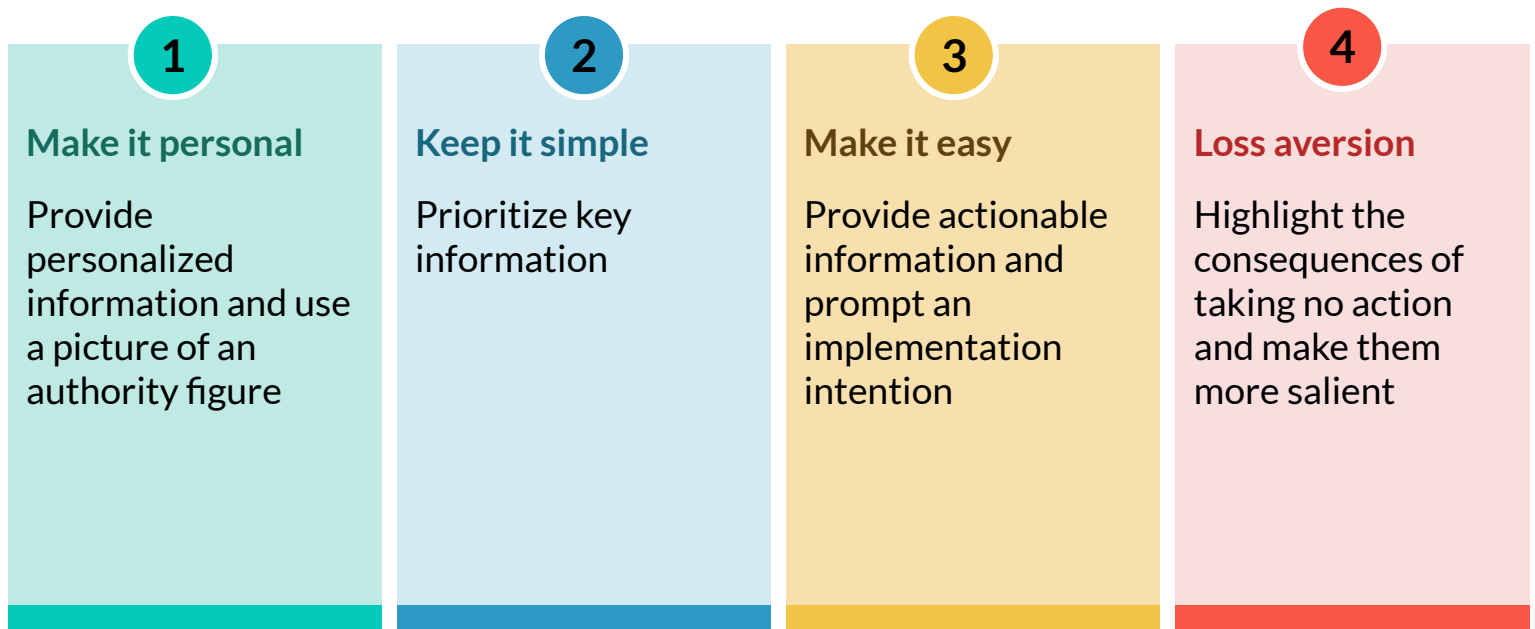 1
Make it personal
Provide
personalized
information and use
a picture of an
authority figure
2
Keep it simple
Prioritize key
information
3
Make it easy
Provide actionable
information and
prompt an
implementation
intention
4
Loss aversion
Highlight the
consequences of
taking no action
and make them
more salient